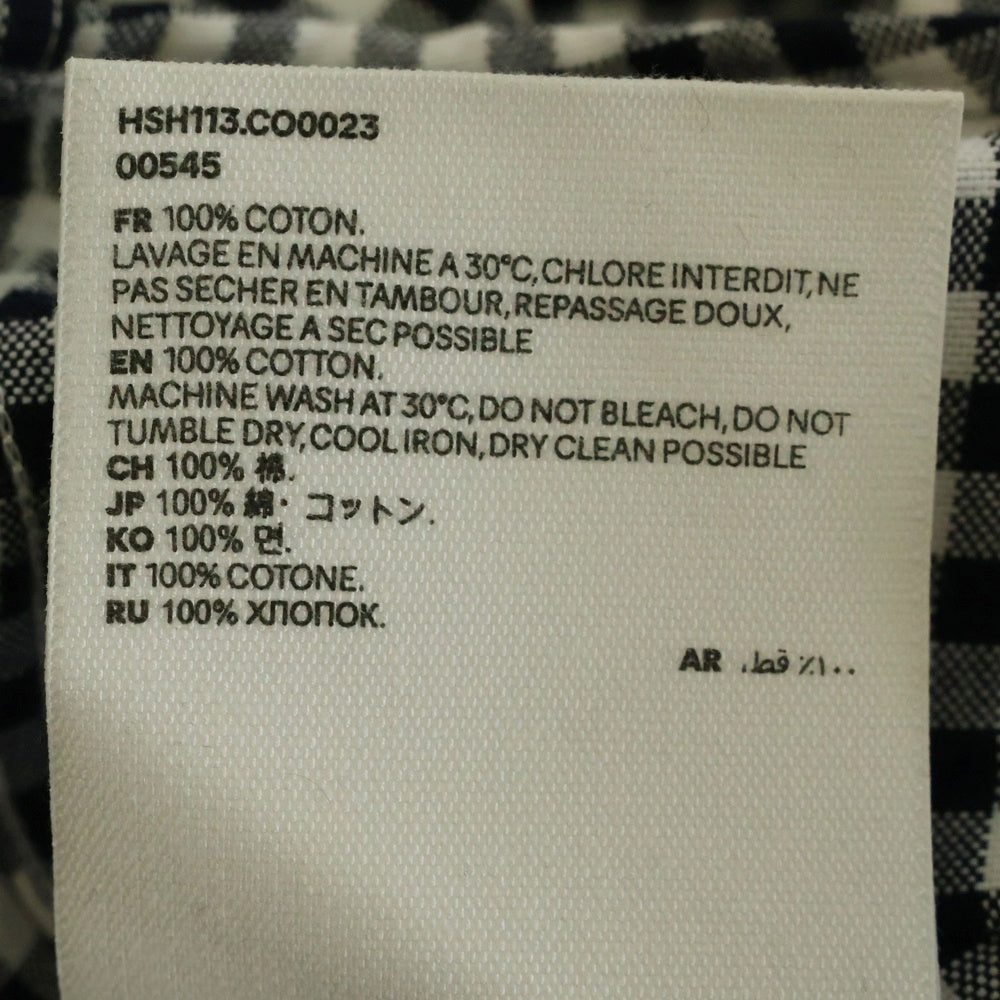 HSH113.CO0023
00545
FR 100% COTON.
LAVAGE EN MACHINE A 30°C, CHLORE INTERDIT, NE
PAS SECHER EN TAMBOUR, REPASSAGE DOUX,
NETTOYAGE A SEC POSSIBLE
EN 100% COTTON.
MACHINE WASH AT 30°C, DO NOT BLEACH, DO NOT
TUMBLE DRY, COOL IRON, DRY CLEAN POSSIBLE
CH 100% 棉.
JP 100% 綿・コットン.
KO 100% 면.
IT 100% COTONE.
RU 100% ХЛОПОК.
AR ١٠٠٪ قطن.